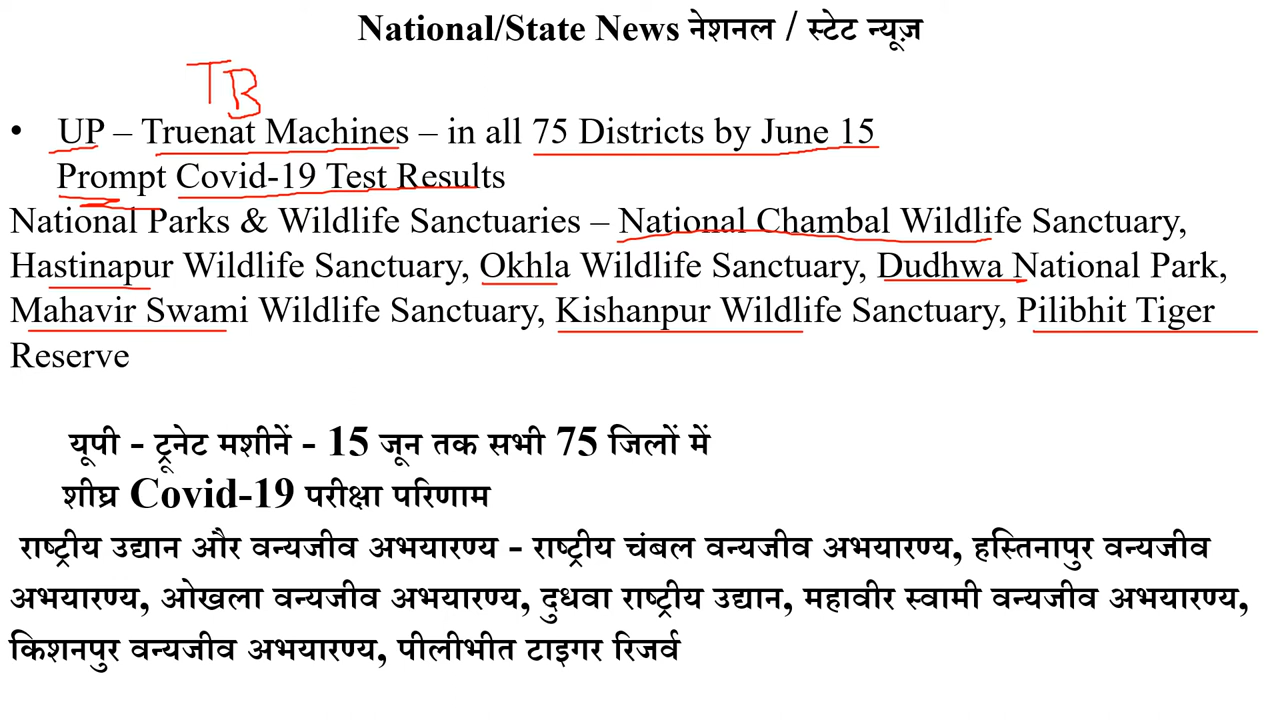 National/State News नेशनल / स्टेट न्यूज़
TB
• UP – Truenat Machines – in all 75 Districts by June 15
Prompt Covid-19 Test Results
National Parks & Wildlife Sanctuaries – National Chambal Wildlife Sanctuary,
Hastinapur Wildlife Sanctuary, Okhla Wildlife Sanctuary, Dudhwa National Park,
Mahavir Swami Wildlife Sanctuary, Kishanpur Wildlife Sanctuary, Pilibhit Tiger
Reserve
यूपी - ट्रूनेट मशीनें - 15 जून तक सभी 75 जिलों में
शीघ्र Covid-19 परीक्षा परिणाम
राष्ट्रीय उद्यान और वन्यजीव अभयारण्य - राष्ट्रीय चंबल वन्यजीव अभयारण्य, हस्तिनापुर वन्यजीव
अभयारण्य, ओखला वन्यजीव अभयारण्य, दुधवा राष्ट्रीय उद्यान, महावीर स्वामी वन्यजीव अभयारण्य,
किशनपुर वन्यजीव अभयारण्य, पीलीभीत टाइगर रिजर्व